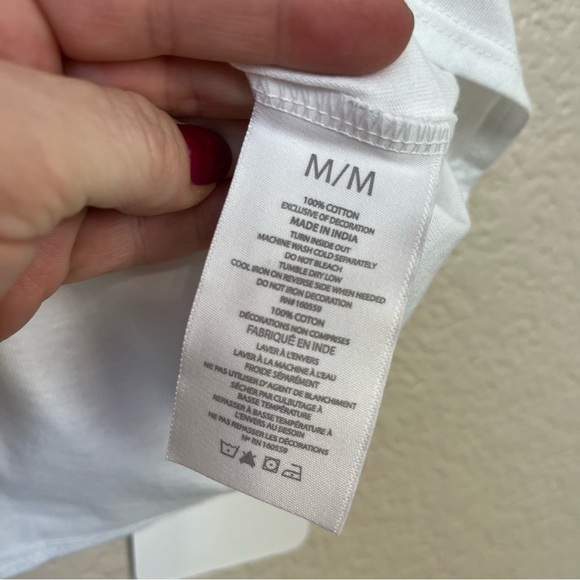 M/M
100% COTTON
EXCLUSIVE OF DECORATION
MADE IN INDIA
TURN INSIDE OUT
MACHINE WASH COLD SEPARATELY
DO NOT BLEACH
TUMBLE DRY LOW
COOL IRON ON REVERSE SIDE WHEN NEEDED
DO NOT IRON DECORATION
RN# 160559
100% COTON
DÉCORATIONS NON COMPRISES
FABRIQUÉ EN INDE
LAVER À L'ENVERS
LAVER À LA MACHINE À L'EAU
FROIDE SÉPARÉMENT
NE PAS UTILISER D'AGENT DE BLANCHIMENT
SÉCHER PAR CULBUTAGE À
BASSE TEMPÉRATURE
REPASSER À BASSE TEMPÉRATURE À
L'ENVERS AU BESOIN
NE PAS REPASSER LES DÉCORATIONS
Nº RN 160559